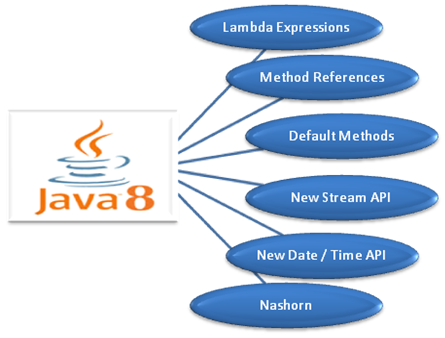 Lambda Expressions
Method References
Default Methods
Java 8
New Stream API
New Date / Time API
Nashorn